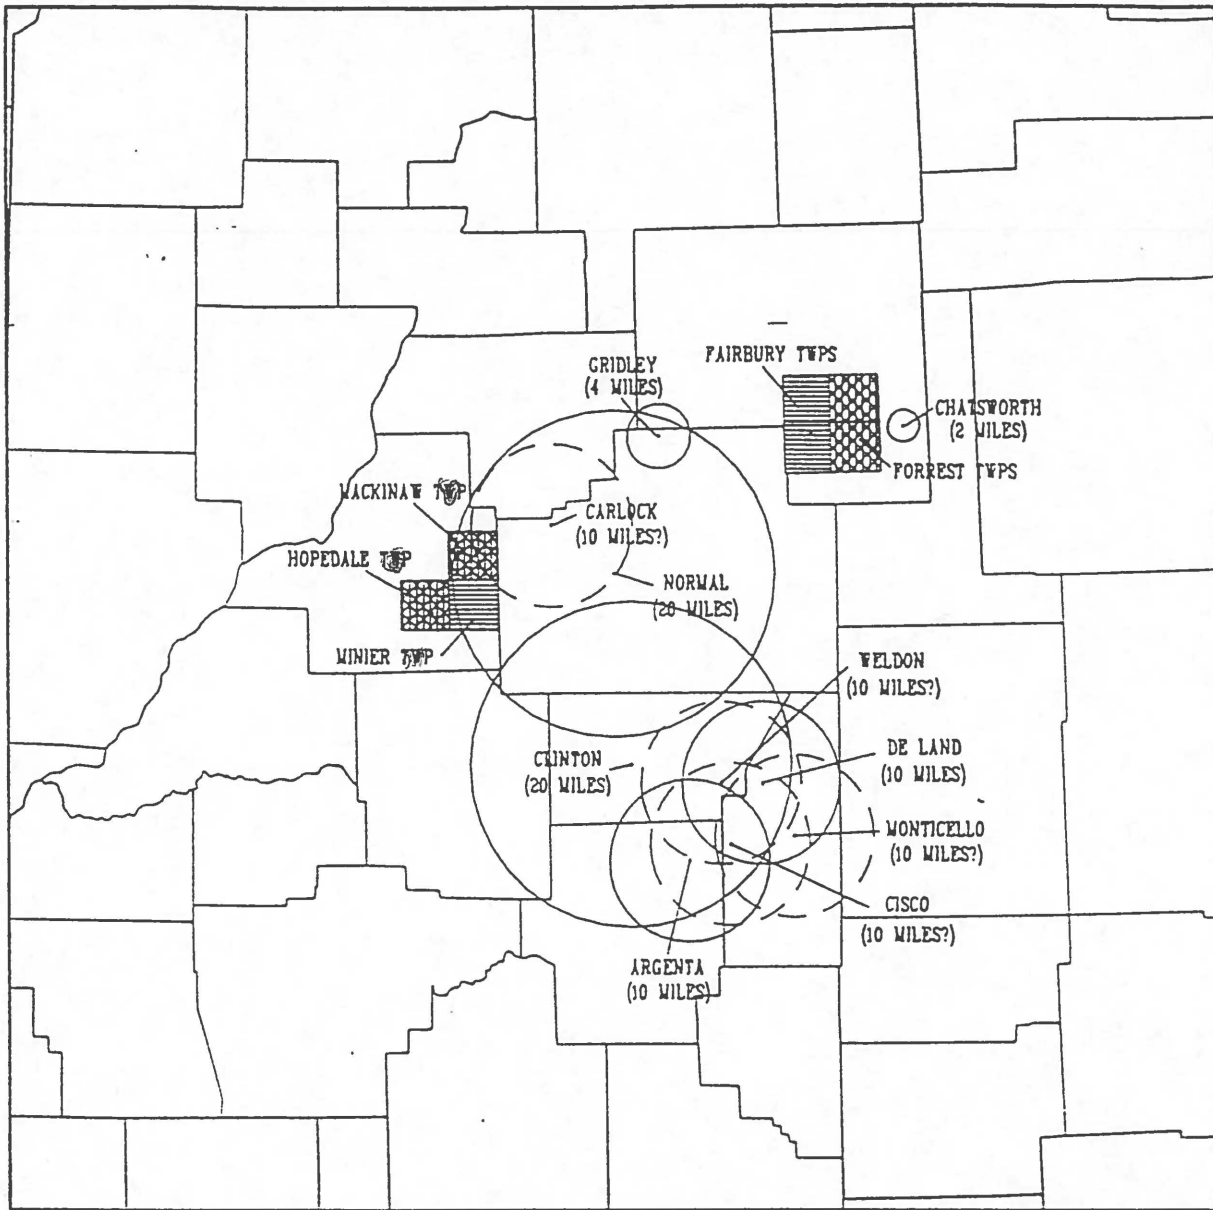 FAIRBURY TWPS
GRIDLEY
(4 MILES)
CHATSWORTH
(2 MILES)
FORREST TWPS
MACKINAW TWP
CARLOCK
(10 MILES?)
HOPEDALE TWP
NORMAL
(20 MILES)
MINIER TWP
WELDON
(10 MILES?)
CLINTON
(20 MILES)
DE LAND
(10 MILES)
MONTICELLO
(10 MILES?)
CISCO
(10 MILES?)
ARGENTA
(10 MILES)